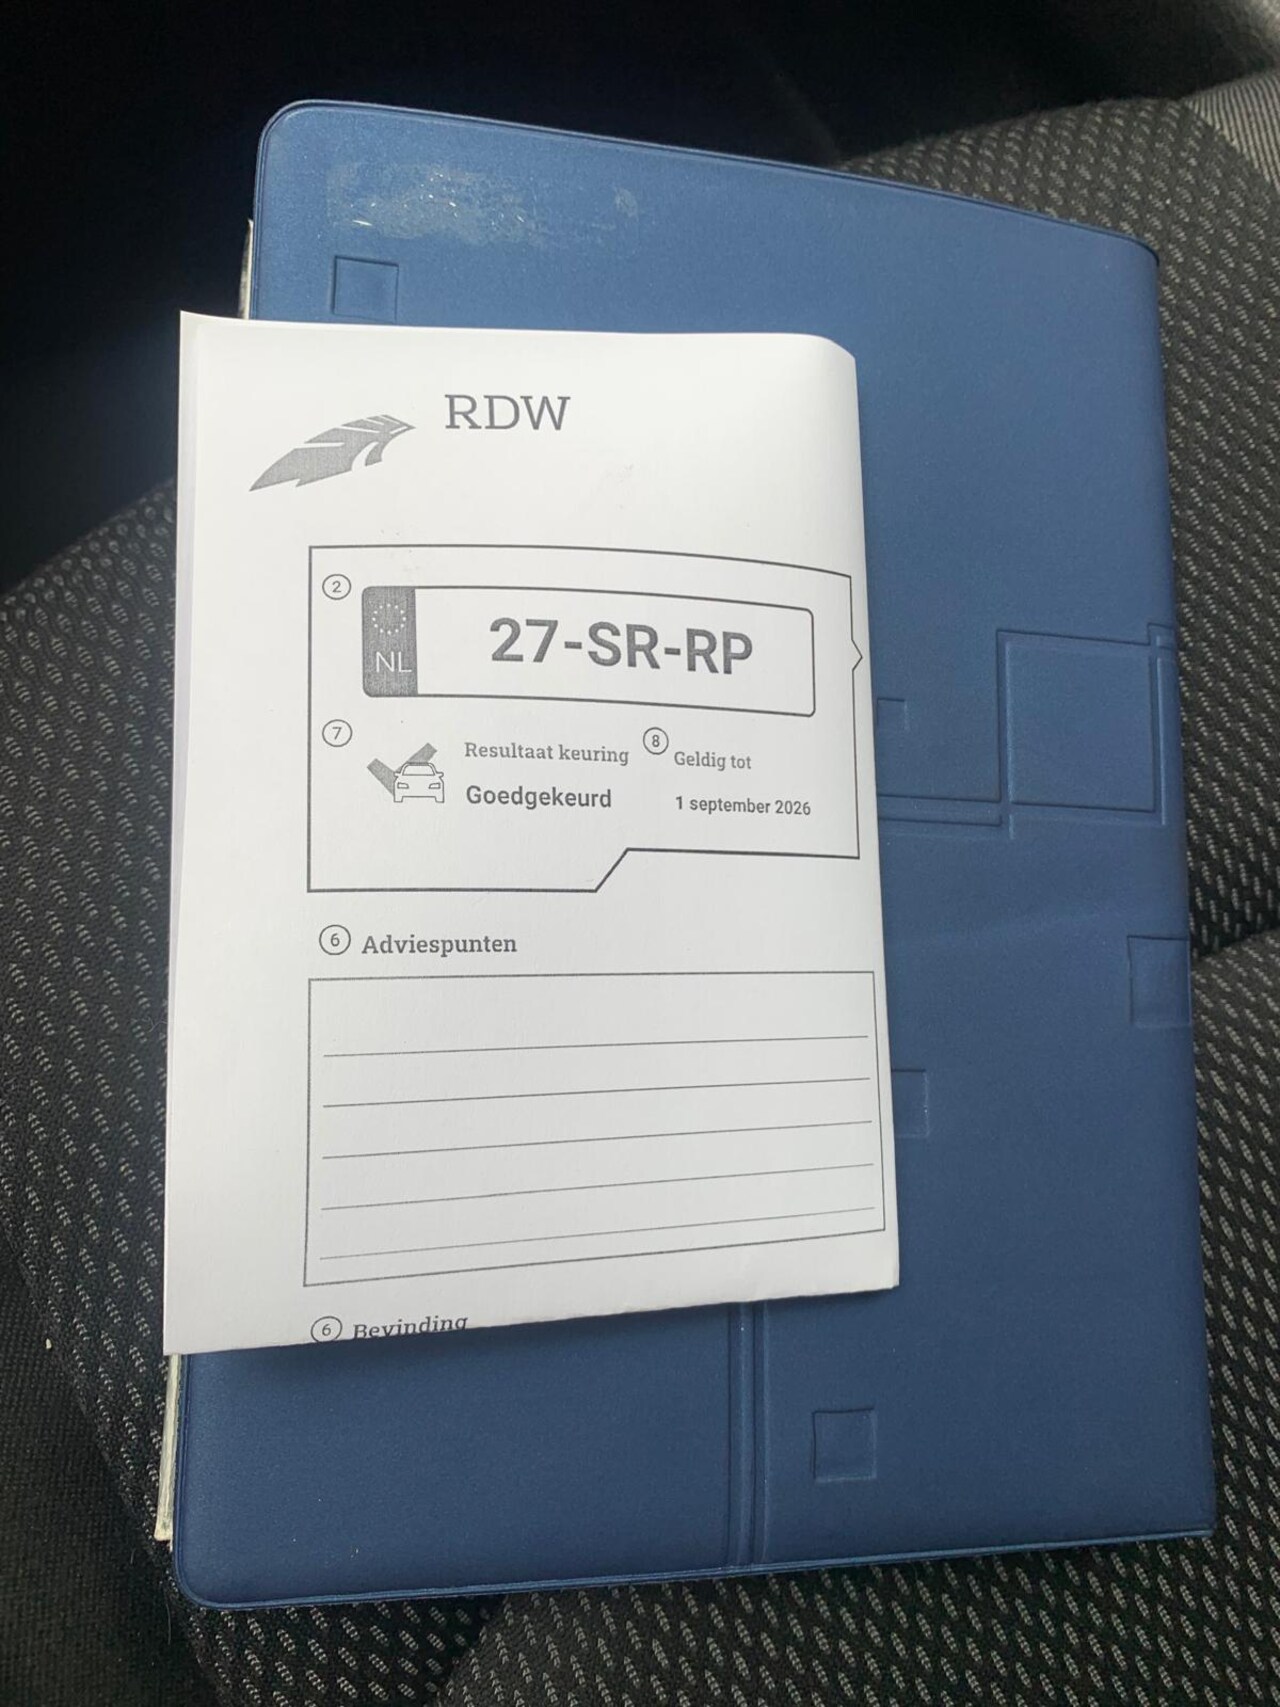 RDW
2
NL
27-SR-RP
7
Resultaat keuring
8
Geldig tot
Goedgekeurd
1 september 2026
6 Adviespunten
6 Bevinding